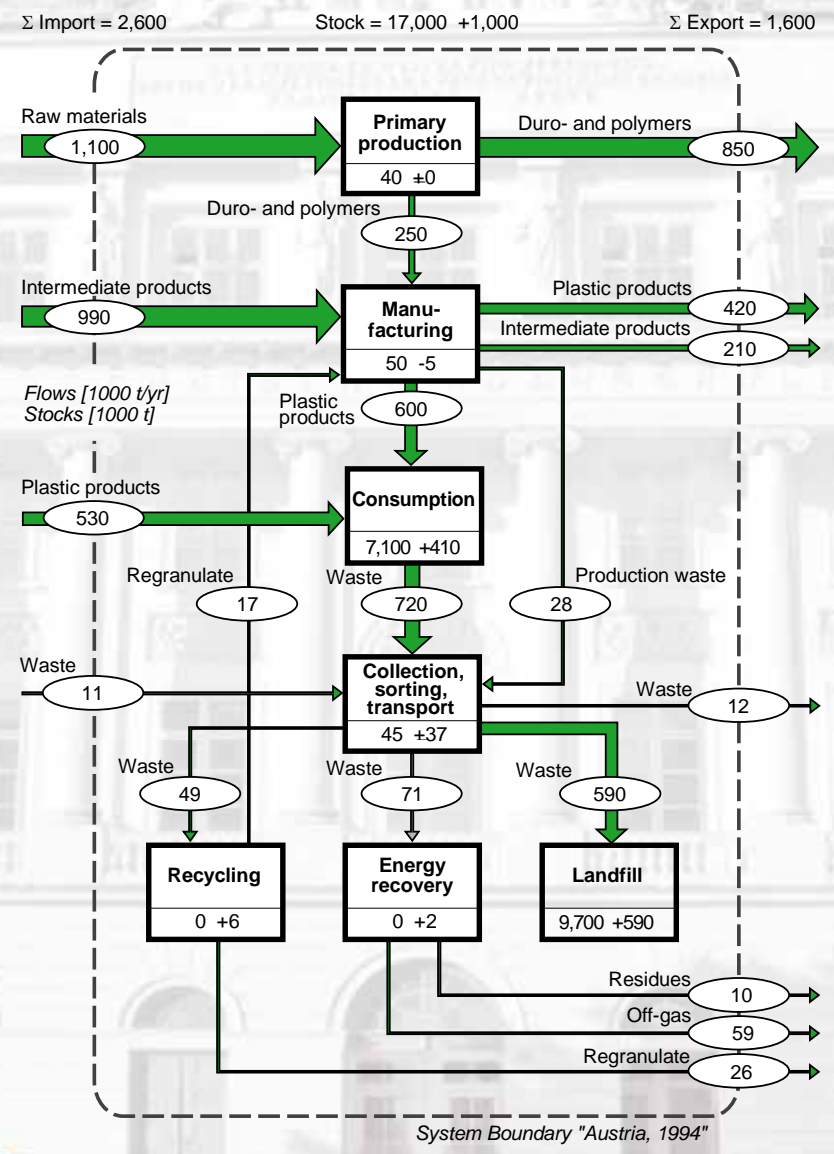 Σ Import = 2,600
Stock = 17,000 +1,000
Σ Export = 1,600
Raw materials
1,100
Primary
production
40 ±0
Duro- and polymers
850
Duro- and polymers
250
Intermediate products
990
Manu-
facturing
50 -5
Plastic products
420
Intermediate products
210
Flows [1000 t/yr]
Stocks [1000 t]
Plastic
products
600
Plastic products
530
Consumption
7,100 +410
Regranulate
17
Waste
720
Production waste
28
Waste
11
Collection,
sorting,
transport
45 +37
Waste
12
Waste
49
Waste
71
Waste
590
Recycling
0 +6
Energy
recovery
0 +2
Landfill
9,700 +590
Residues
10
Off-gas
59
Regranulate
26
System Boundary "Austria, 1994"